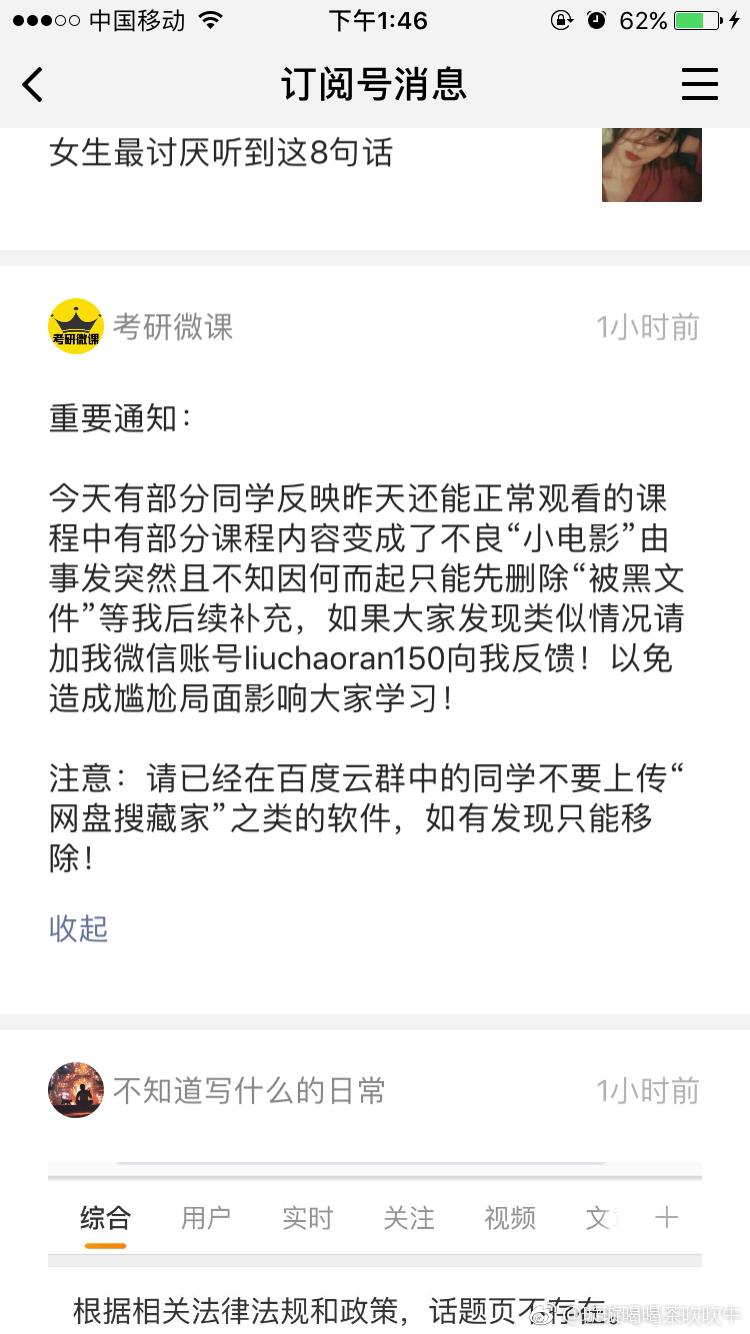 中国移动 下午1:46 62%
订阅号消息
女生最讨厌听到这8句话
考研微课
考研微课 1小时前
重要通知：
今天有部分同学反映昨天还能正常观看的课
程中有部分课程内容变成了不良“小电影”由
事发突然且不知因何而起只能先删除“被黑文
件”等我后续补充，如果大家发现类似情况请
加我微信账号liuchaoran150向我反馈！以免
造成尴尬局面影响大家学习！
注意：请已经在百度云群中的同学不要上传“
网盘搜藏家”之类的软件，如有发现只能移
除！
收起
不知道写什么的日常 1小时前
综合 用户 实时 关注 视频 文
根据相关法律法规和政策，话题页不存在。